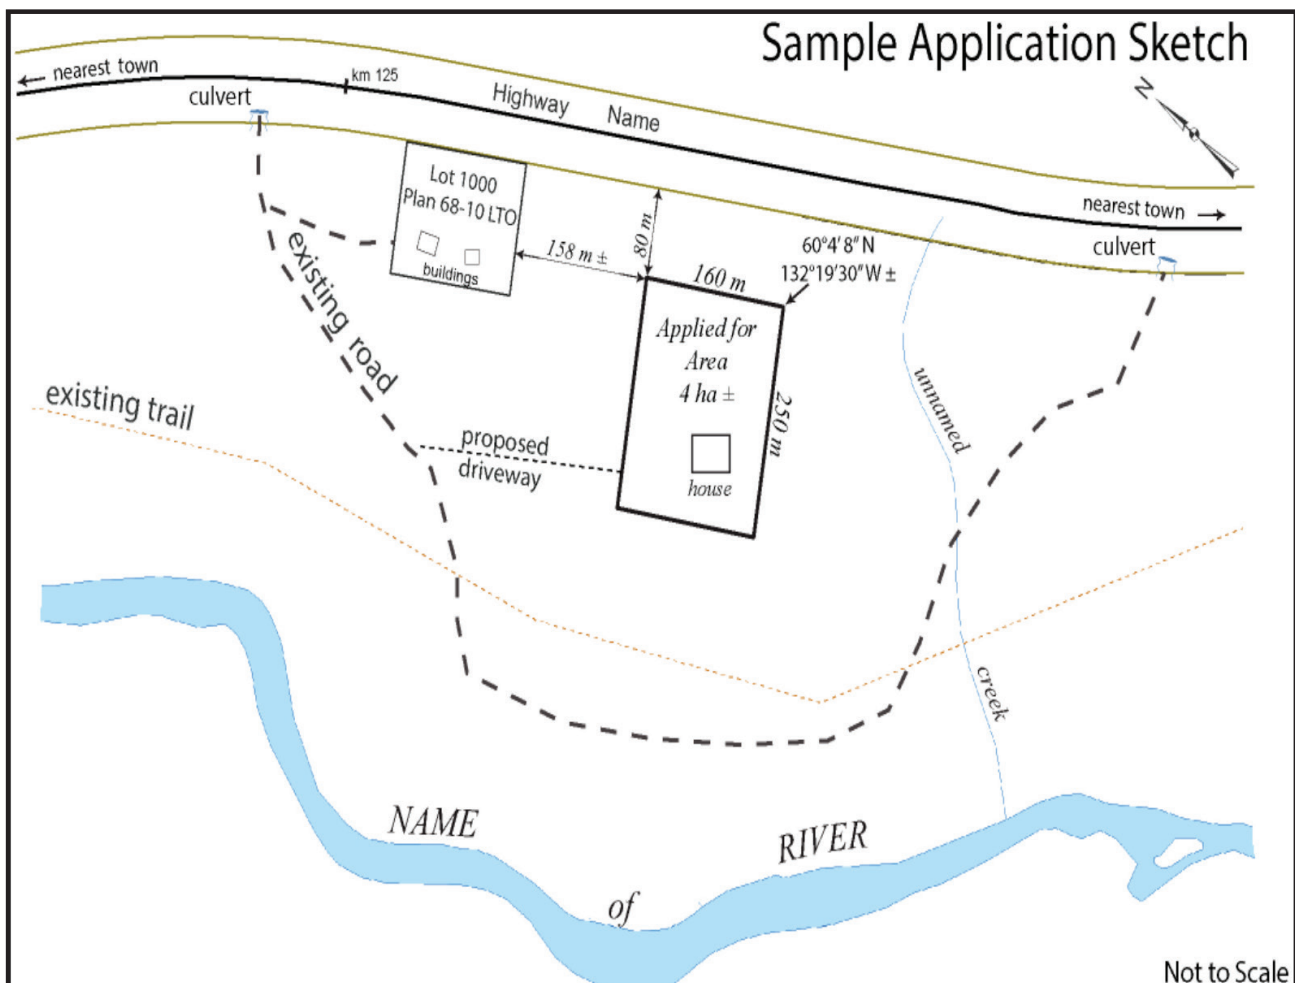 Sample Application Sketch
nearest town
km 125
culvert
Highway Name
N
Lot 1000
Plan 68-10 LTO
buildings
158 m ±
80 m
160 m
60°4'8" N
132°19'30" W ±
nearest town
culvert
Applied for
Area
4 ha ±
250 m
house
existing road
existing trail
proposed
driveway
unnamed
creek
NAME
of
RIVER
Not to Scale